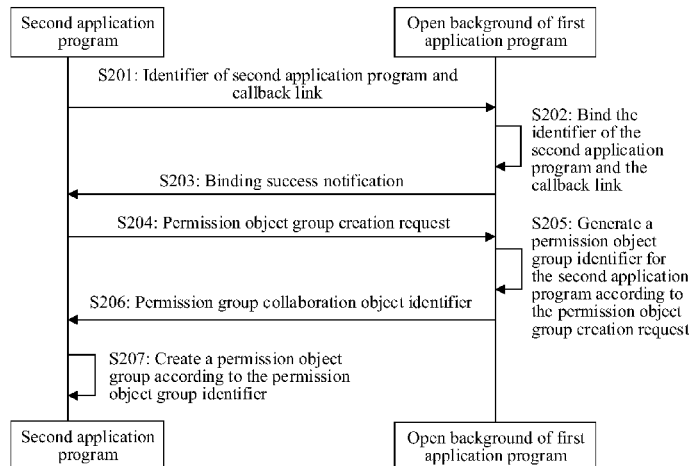 Second application
program
Open background of first
application program
S201: Identifier of second application program and
callback link
S202: Bind the
identifier of the
second application
program and the
callback link
S203: Binding success notification
S204: Permission object group creation request
S205: Generate a
permission object
group identifier for
the second application
program according to
the permission object
group creation request
S206: Permission group collaboration object identifier
S207: Create a permission object
group according to the permission
object group identifier
Second application
program
Open background of first
application program